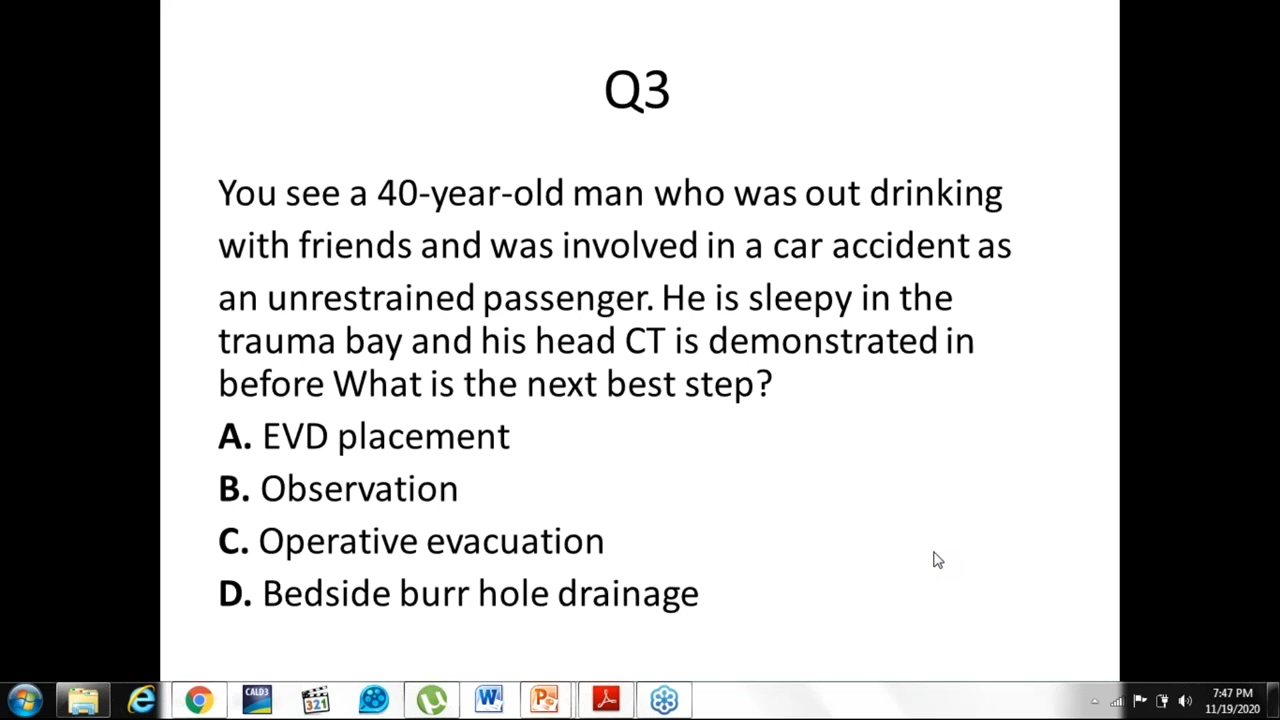 Q3
You see a 40-year-old man who was out drinking
with friends and was involved in a car accident as
an unrestrained passenger. He is sleepy in the
trauma bay and his head CT is demonstrated in
before What is the next best step?
A. EVD placement
B. Observation
C. Operative evacuation
D. Bedside burr hole drainage
CALD3
321
7:47 PM
11/19/2020